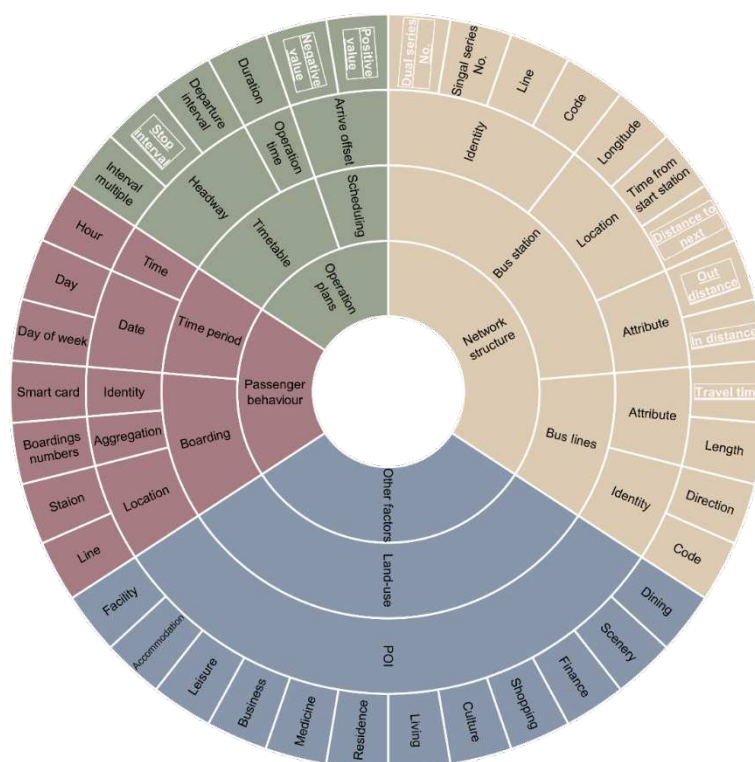 Network
structure
Bus station
Identity
Dual series
No.
Singal series
No.
Line
Code
Location
Longitude
Time from
start station
Distance to
next
Attribute
Out
distance
In distance
Bus lines
Attribute
Travel time
Length
Identity
Direction
Code
Other factors
Land-use
POI
Dining
Scenery
Finance
Shopping
Culture
Living
Residence
Medicine
Business
Leisure
Accommodation
Facility
Passenger
behaviour
Boarding
Location
Line
Staion
Aggregation
Boardings
numbers
Identity
Smart card
Time period
Date
Day of week
Day
Time
Hour
Operation
plans
Timetable
Headway
Interval
multiple
Stop
interval
Departure
interval
Operation
time
Duration
Scheduling
Arrive offset
Negative
value
Positive
value